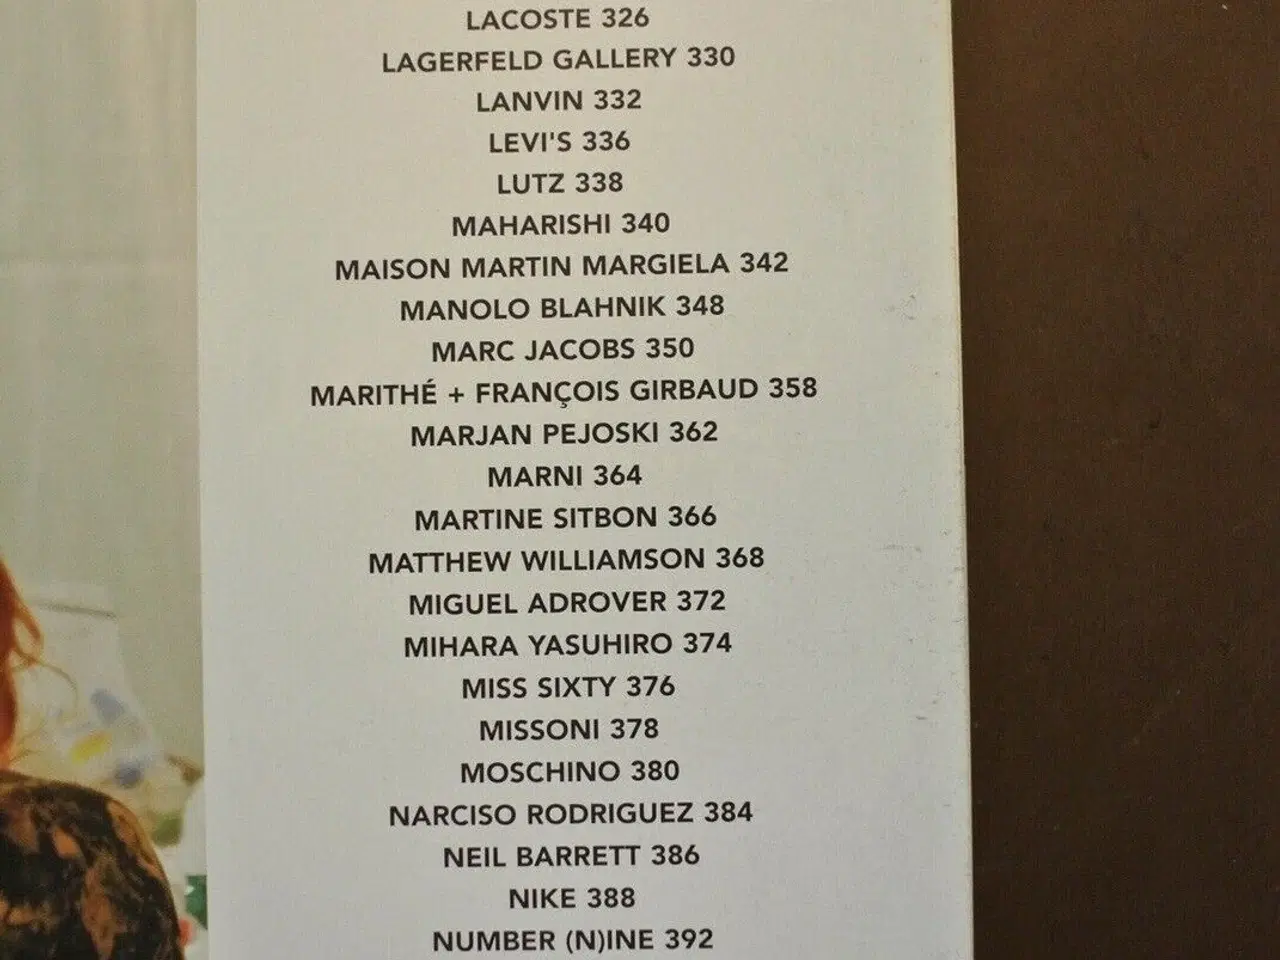 LACOSTE 326
LAGERFELD GALLERY 330
LANVIN 332
LEVI'S 336
LUTZ 338
MAHARISHI 340
MAISON MARTIN MARGIELA 342
MANOLO BLAHNIK 348
MARC JACOBS 350
MARITHÉ + FRANÇOIS GIRBAUD 358
MARJAN PEJOSKI 362
MARNI 364
MARTINE SITBON 366
MATTHEW WILLIAMSON 368
MIGUEL ADROVER 372
MIHARA YASUHIRO 374
MISS SIXTY 376
MISSONI 378
MOSCHINO 380
NARCISO RODRIGUEZ 384
NEIL BARRETT 386
NIKE 388
NUMBER (N)INE 392